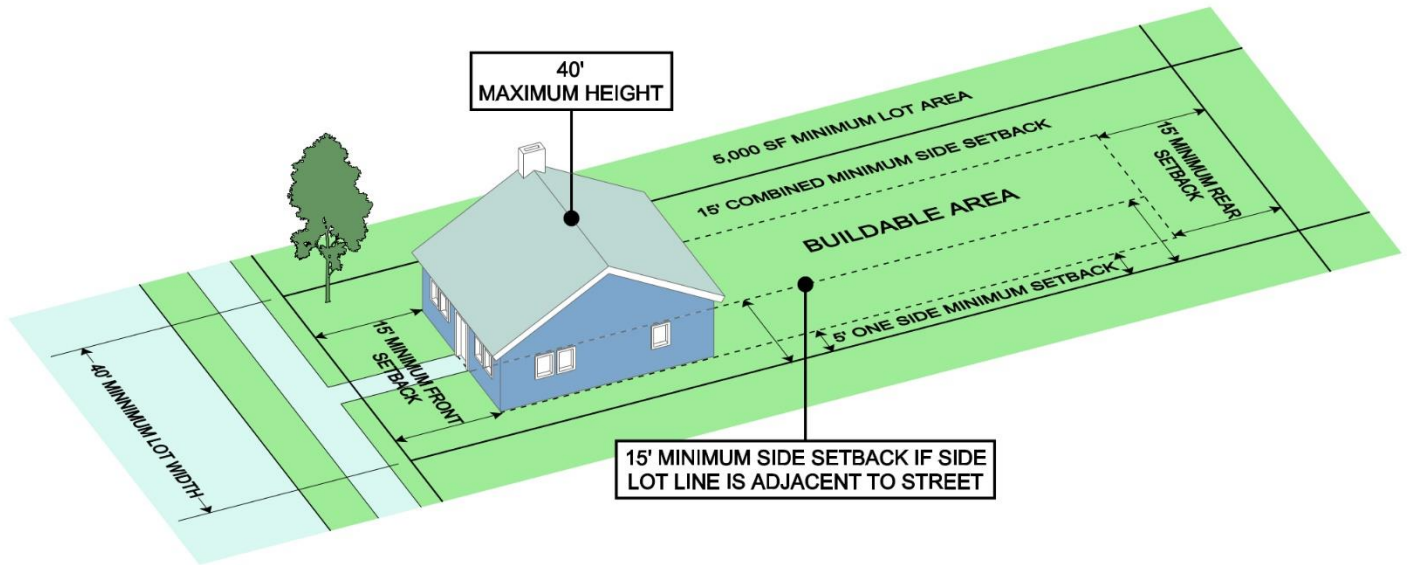 40'
MAXIMUM HEIGHT
5,000 SF MINIMUM LOT AREA
15' COMBINED MINIMUM SIDE SETBACK
15' MINIMUM REAR
SETBACK
BUILDABLE AREA
5' ONE SIDE MINIMUM SETBACK
15' MINIMUM FRONT
SETBACK
40' MINNIMUM LOT WIDTH
15' MINIMUM SIDE SETBACK IF SIDE
LOT LINE IS ADJACENT TO STREET